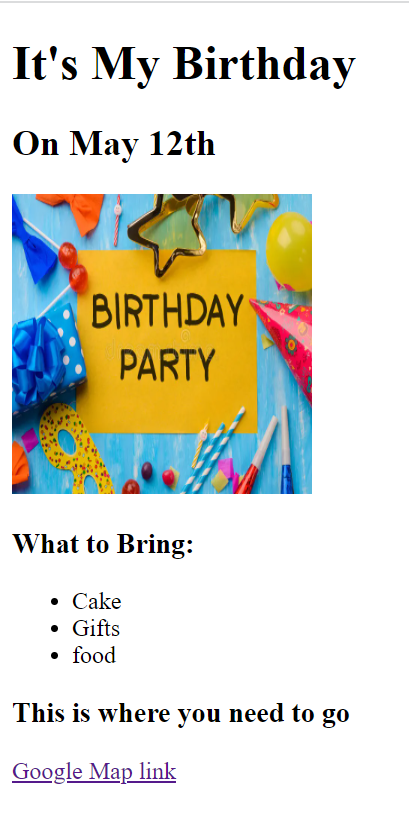 It's My Birthday
On May 12th
BIRTHDAY
PARTY
What to Bring:
Cake
Gifts
food
This is where you need to go
Google Map link